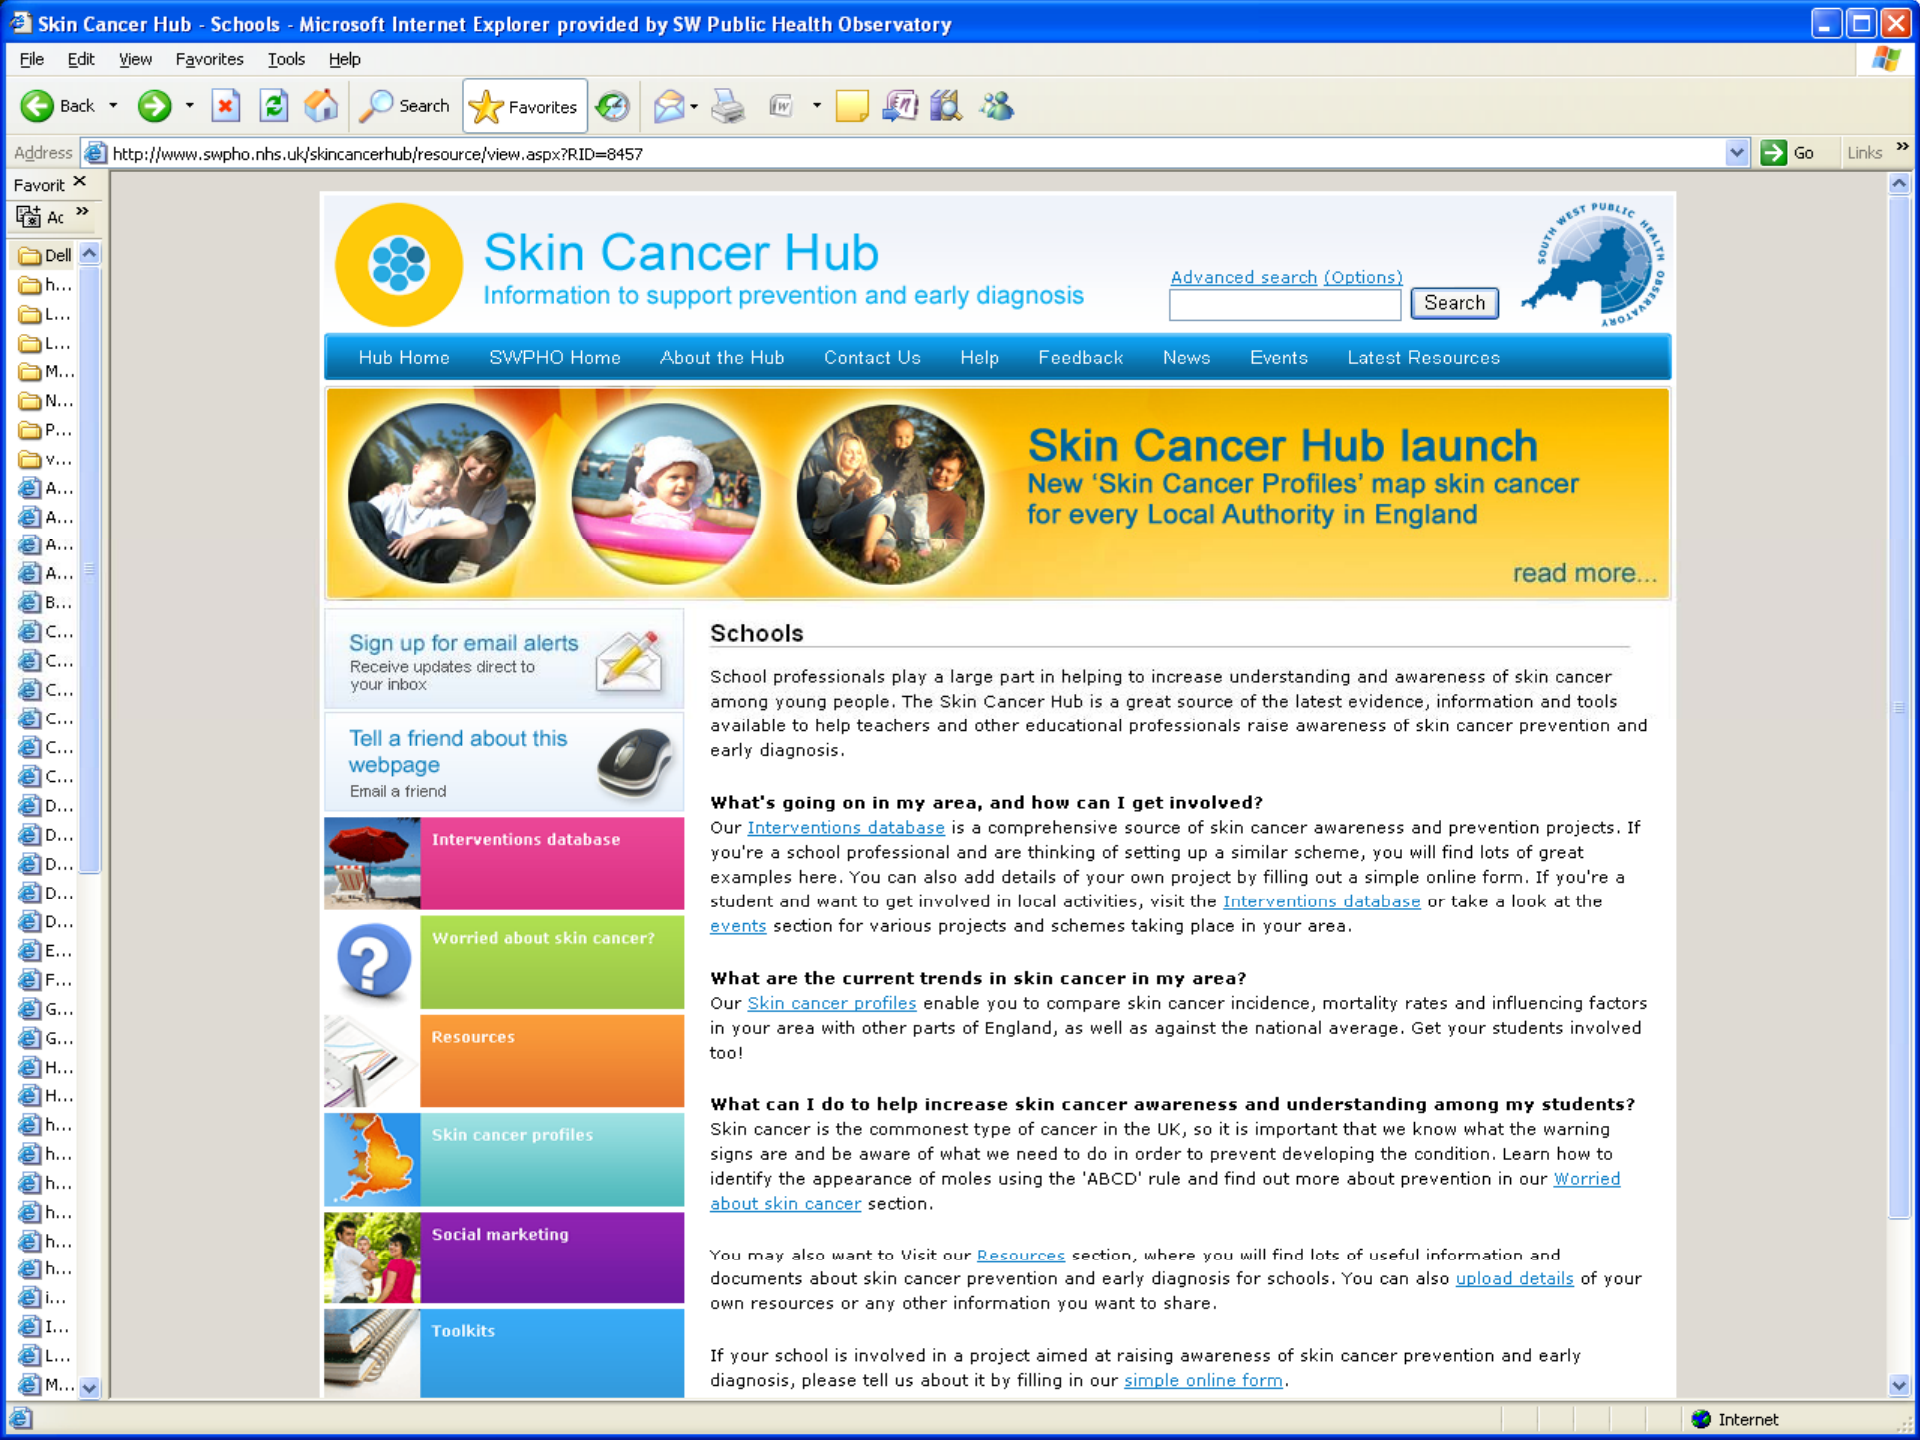 Skin Cancer Hub - Schools - Microsoft Internet Explorer provided by SW Public Health Observatory
File Edit View Favorites Tools Help
Back Search Favorites
Address http://www.swpho.nhs.uk/skincancerhub/resource/view.aspx?RID=8457 Go Links »
Favorit
Ac »
Dell
h...
L...
L...
M...
N...
P...
v...
A...
A...
A...
A...
B...
C...
C...
C...
C...
C...
C...
D...
D...
D...
D...
D...
E...
F...
G...
G...
H...
H...
h...
h...
h...
h...
h...
h...
i...
I...
L...
M...
Skin Cancer Hub
Information to support prevention and early diagnosis
Advanced search (Options)
Search
SOUTH WEST PUBLIC HEALTH OBSERVATORY
Hub Home SWPHO Home About the Hub Contact Us Help Feedback News Events Latest Resources
Skin Cancer Hub launch
New ‘Skin Cancer Profiles’ map skin cancer
for every Local Authority in England
read more...
Sign up for email alerts
Receive updates direct to
your inbox
Tell a friend about this
webpage
Email a friend
Interventions database
Worried about skin cancer?
Resources
Skin cancer profiles
Social marketing
Toolkits
Schools
School professionals play a large part in helping to increase understanding and awareness of skin cancer
among young people. The Skin Cancer Hub is a great source of the latest evidence, information and tools
available to help teachers and other educational professionals raise awareness of skin cancer prevention and
early diagnosis.
What's going on in my area, and how can I get involved?
Our Interventions database is a comprehensive source of skin cancer awareness and prevention projects. If
you're a school professional and are thinking of setting up a similar scheme, you will find lots of great
examples here. You can also add details of your own project by filling out a simple online form. If you're a
student and want to get involved in local activities, visit the Interventions database or take a look at the
events section for various projects and schemes taking place in your area.
What are the current trends in skin cancer in my area?
Our Skin cancer profiles enable you to compare skin cancer incidence, mortality rates and influencing factors
in your area with other parts of England, as well as against the national average. Get your students involved
too!
What can I do to help increase skin cancer awareness and understanding among my students?
Skin cancer is the commonest type of cancer in the UK, so it is important that we know what the warning
signs are and be aware of what we need to do in order to prevent developing the condition. Learn how to
identify the appearance of moles using the 'ABCD' rule and find out more about prevention in our Worried
about skin cancer section.
You may also want to Visit our Resources section, where you will find lots of useful information and
documents about skin cancer prevention and early diagnosis for schools. You can also upload details of your
own resources or any other information you want to share.
If your school is involved in a project aimed at raising awareness of skin cancer prevention and early
diagnosis, please tell us about it by filling in our simple online form.
Internet